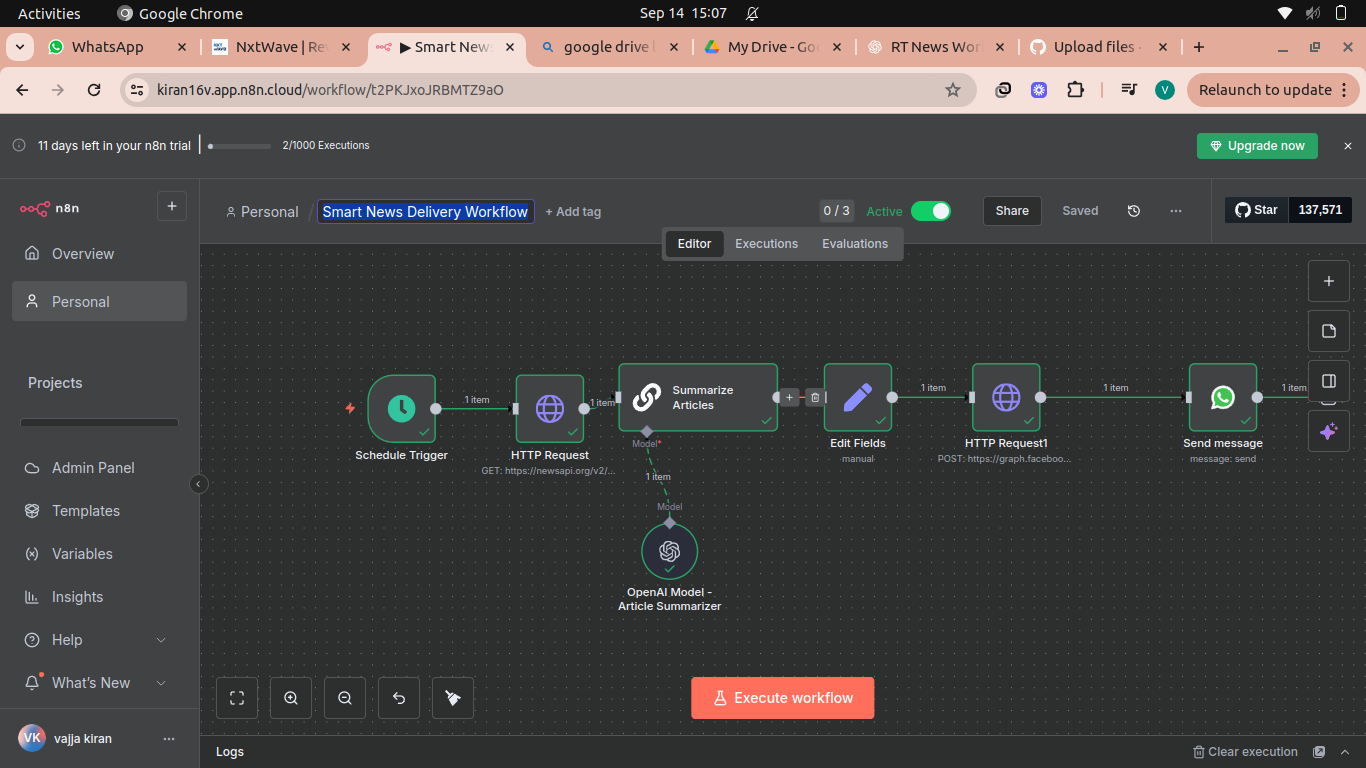 Activities
Google Chrome
Sep 14 15:07
WhatsApp
NxtWave | Re
▶ Smart News
google drive l
My Drive - Go
RT News Wor
Upload files -
kiran16v.app.n8n.cloud/workflow/t2PKJxoJRBMTZ9aO
V
Relaunch to update
11 days left in your n8n trial
2/1000 Executions
Upgrade now
n8n
Personal / Smart News Delivery Workflow + Add tag
0 / 3
Active
Share
Saved
Star 137,571
Editor
Executions
Evaluations
Overview
Personal
Projects
Admin Panel
Templates
Variables
Insights
Help
What's New
VK vajja kiran
1 item
1 item
1 item
1 item
1 item
Summarize
Articles
Schedule Trigger
HTTP Request
GET: https://newsapi.org/v2/...
Model*
1 item
Model
OpenAI Model -
Article Summarizer
Edit Fields
manual
HTTP Request1
POST: https://graph.faceboo...
Send message
message: send
Execute workflow
Logs
Clear execution